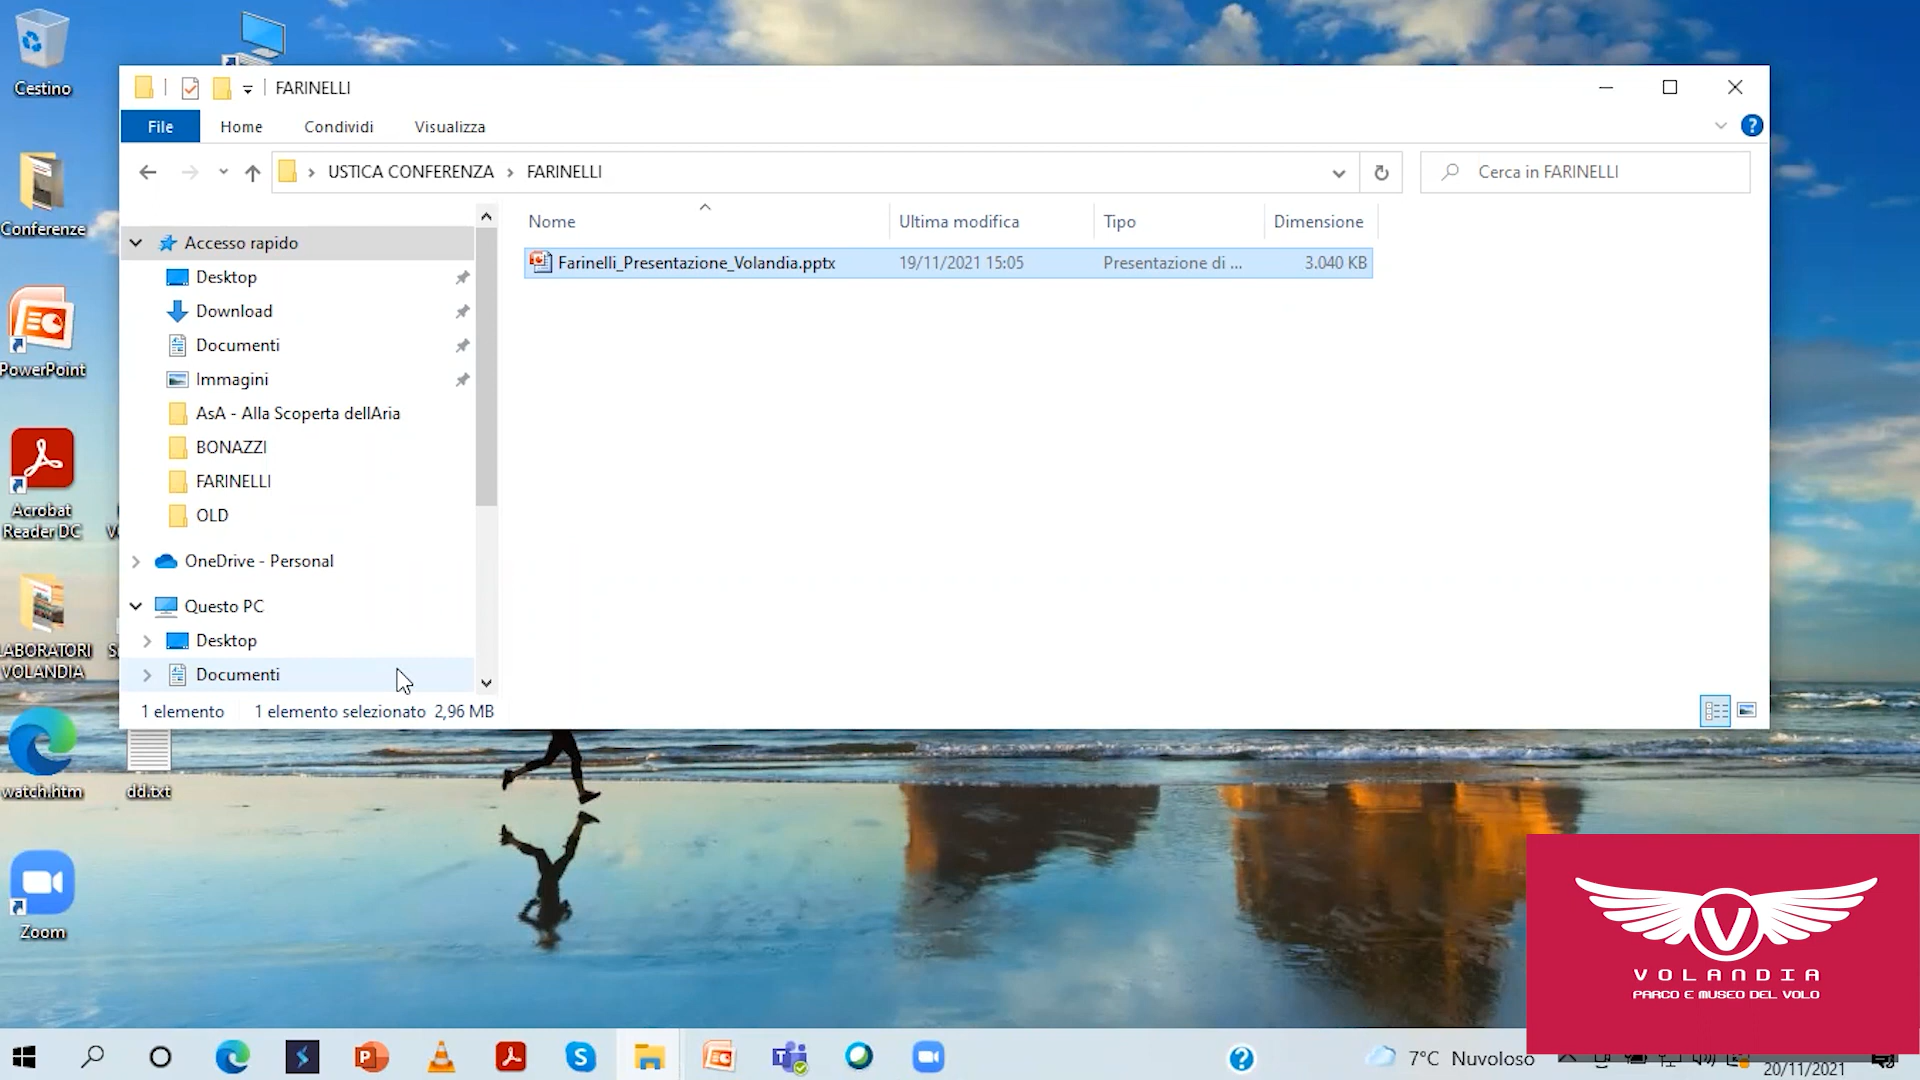 Cestino
FARINELLI
File
Home
Condividi
Visualizza
USTICA CONFERENZA
FARINELLI
Cerca in FARINELLI
Conferenze
Nome
Ultima modifica
Tipo
Dimensione
Accesso rapido
Farinelli_Presentazione_Volandia.pptx
19/11/2021 15:05
Presentazione di ...
3.040 KB
Desktop
Download
Documenti
PowerPoint
Immagini
AsA - Alla Scoperta dellAria
BONAZZI
FARINELLI
OLD
Acrobat
Reader DC
OneDrive - Personal
Questo PC
Desktop
Documenti
VOLANDIA
1 elemento
1 elemento selezionato 2,96 MB
watch.htm
dd.txt
Zoom
VOLANDIA
PARCO E MUSEO DEL VOLO
7°C Nuvoloso
20/11/2021